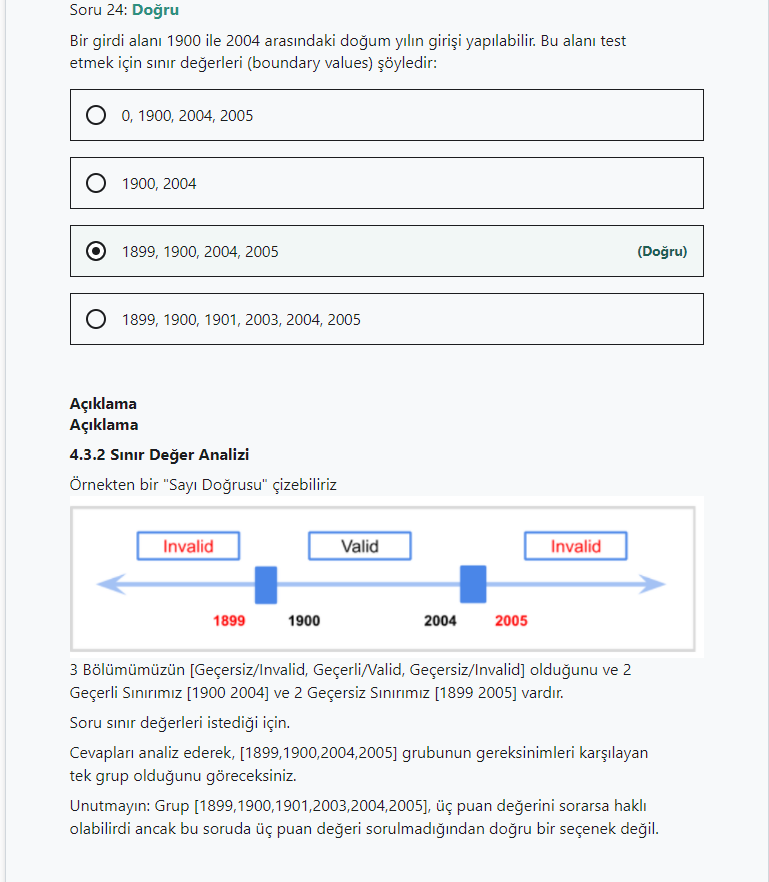 Soru 24: Doğru
Bir girdi alanı 1900 ile 2004 arasındaki doğum yılın girişi yapılabilir. Bu alanı test
etmek için sınır değerleri (boundary values) şöyledir:
0, 1900, 2004, 2005
1900, 2004
1899, 1900, 2004, 2005 (Doğru)
1899, 1900, 1901, 2003, 2004, 2005
Açıklama
Açıklama
4.3.2 Sınır Değer Analizi
Örnekten bir "Sayı Doğrusu" çizebiliriz
Invalid Valid Invalid
1899 1900 2004 2005
3 Bölümümüzün [Geçersiz/Invalid, Geçerli/Valid, Geçersiz/Invalid] olduğunu ve 2
Geçerli Sınırımız [1900 2004] ve 2 Geçersiz Sınırımız [1899 2005] vardır.
Soru sınır değerleri istediği için.
Cevapları analiz ederek, [1899,1900,2004,2005] grubunun gereksinimleri karşılayan
tek grup olduğunu göreceksiniz.
Unutmayın: Grup [1899,1900,1901,2003,2004,2005], üç puan değerini sorarsa haklı
olabilirdi ancak bu soruda üç puan değeri sorulmadığından doğru bir seçenek değil.